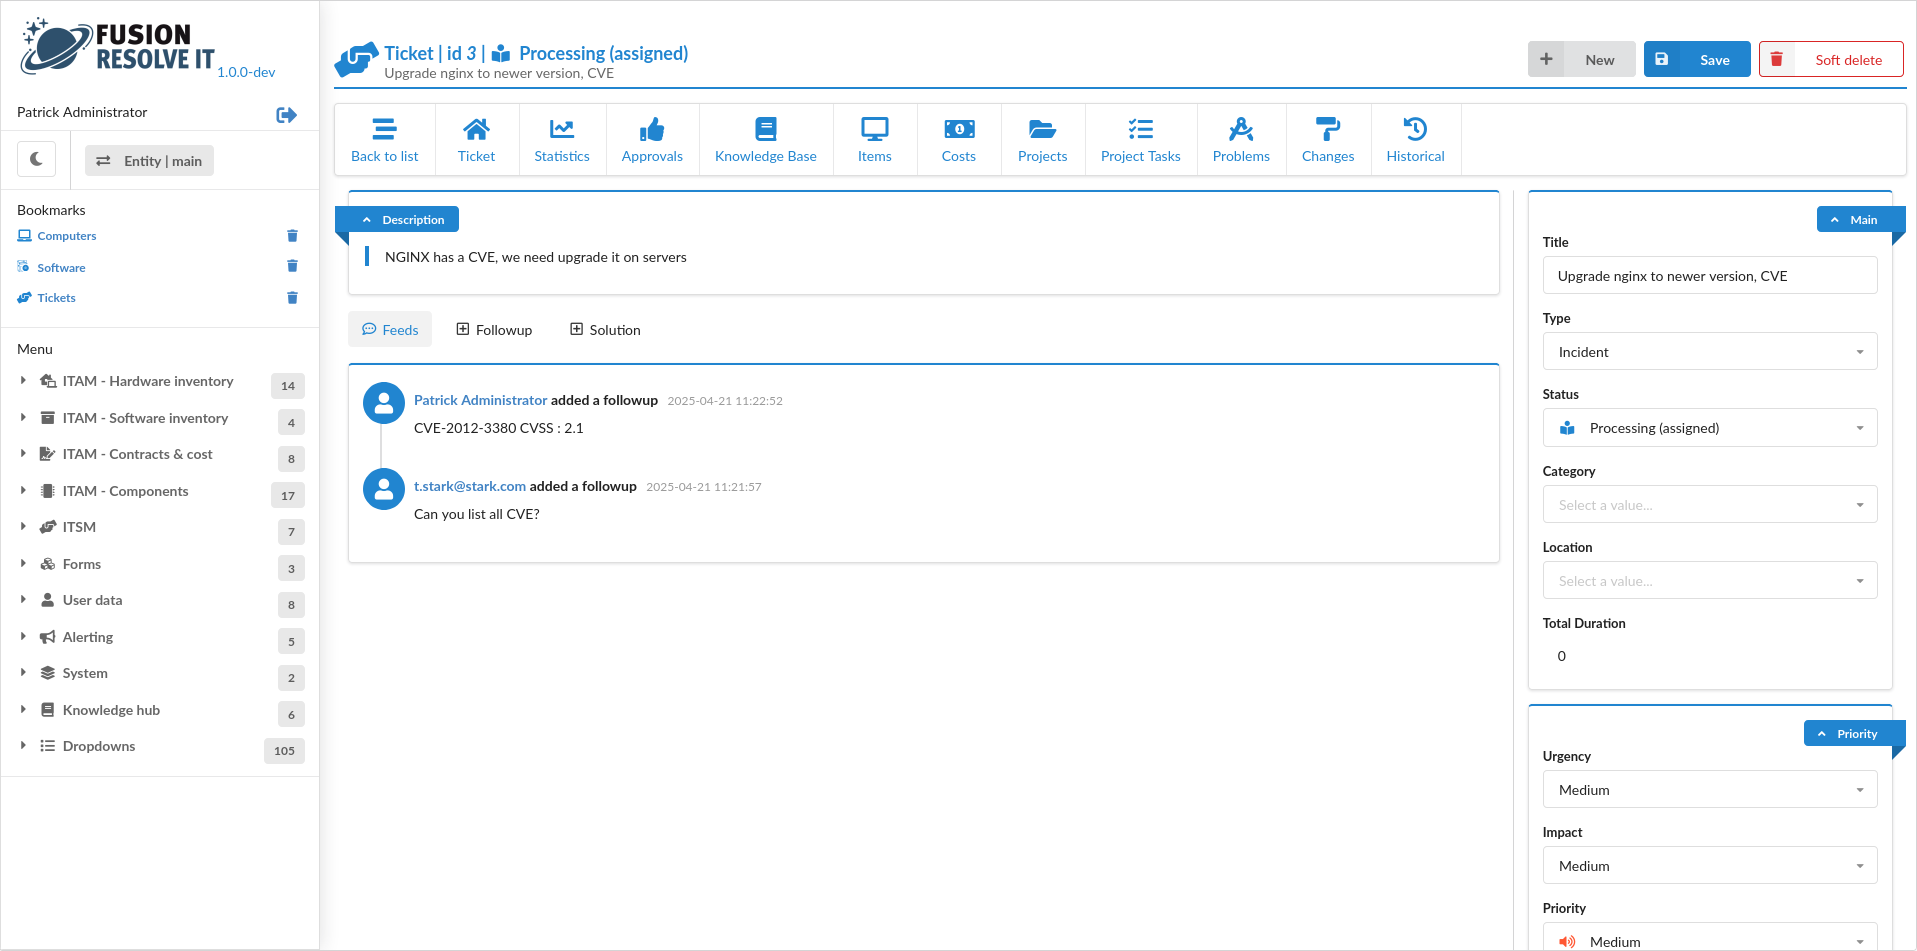 FUSION
RESOLVE IT
1.0.0-dev
Patrick Administrator
Entity | main
Bookmarks
Computers
Software
Tickets
Menu
ITAM - Hardware inventory 14
ITAM - Software inventory 4
ITAM - Contracts & cost 8
ITAM - Components 17
ITSM 7
Forms 3
User data 8
Alerting 5
System 2
Knowledge hub 6
Dropdowns 105
Ticket | id 3 | Processing (assigned)
Upgrade nginx to newer version, CVE
New Save Soft delete
Back to list Ticket Statistics Approvals Knowledge Base Items Costs Projects Project Tasks Problems Changes Historical
Description
NGINX has a CVE, we need upgrade it on servers
Feeds Followup Solution
Patrick Administrator added a followup 2025-04-21 11:22:52
CVE-2012-3380 CVSS : 2.1
t.stark@stark.com added a followup 2025-04-21 11:21:57
Can you list all CVE?
Main
Title
Upgrade nginx to newer version, CVE
Type
Incident
Status
Processing (assigned)
Category
Select a value...
Location
Select a value...
Total Duration
0
Priority
Urgency
Medium
Impact
Medium
Priority
Medium